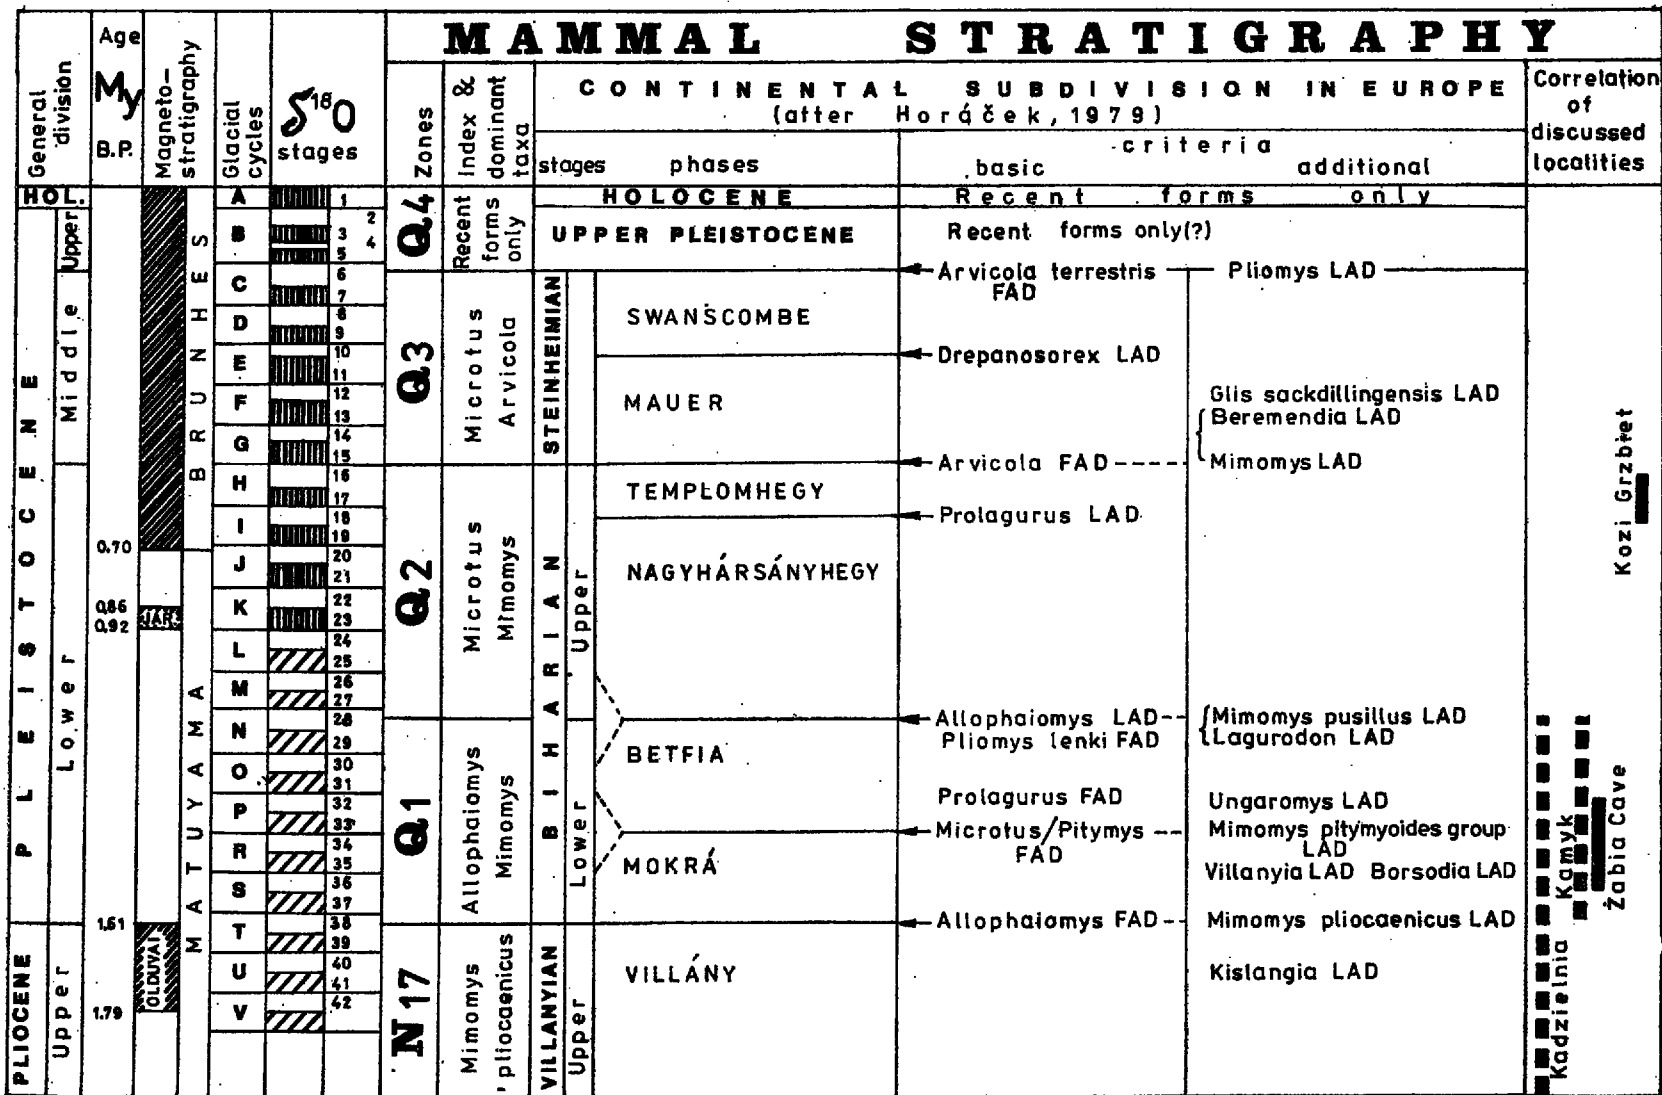 MAMMAL STRATIGRAPHY
General division
Age My B.P.
Magneto-stratigraphy
Glacial cycles
δ18O stages
Zones
Index & dominant taxa
CONTINENTAL SUBDIVISION IN EUROPE
(after Horáček, 1979)
stages
phases
criteria
basic
additional
Correlation
of
discussed
localities
HOL.
PLEISTOCENE
Upper
Middle
Lower
PLIOCENE
Upper
0.70
0.86
0.92
1.61
1.79
JAR.
OLDUVAI
BRUNHES
MATUYAMA
A
B
C
D
E
F
G
H
I
J
K
L
M
N
O
P
R
S
T
U
V
1
2
3
4
5
6
7
8
9
10
11
12
13
14
15
16
17
18
19
20
21
22
23
24
25
26
27
28
29
30
31
32
33
34
35
36
37
38
39
40
41
42
Q4
Q3
Q2
Q1
N17
Recent forms only
Microtus Arvicola
Microtus Mimomys
Allophaiomys Mimomys
Mimomys 'pliocaenicus
STEINHEIMIAN
BIHARIAN
Upper
Lower
VILLANYIAN
Upper
HOLOCENE
Recent forms only
UPPER PLEISTOCENE
Recent forms only(?)
Arvicola terrestris
FAD
Pliomys LAD
SWANSCOMBE
Drepanosorex LAD
MAUER
Glis sackdillingensis LAD
Beremendia LAD
Arvicola FAD
Mimomys LAD
TEMPLOMHEGY
Prolagurus LAD
NAGYHÁRSÁNYHEGY
Allophaiomys LAD
Mimomys pusillus LAD
Pliomys lenki FAD
Lagurodon LAD
BETFIA
Prolagurus FAD
Ungaromys LAD
Microtus/Pitymys
FAD
Mimomys pitymyoides group
LAD
MOKRÁ
Villanyia LAD Borsodia LAD
Allophaiomys FAD
Mimomys pliocaenicus LAD
VILLÁNY
Kislangia LAD
Kozi Grzbiet
Kadzielnia
Kamyk
Żabia Cave